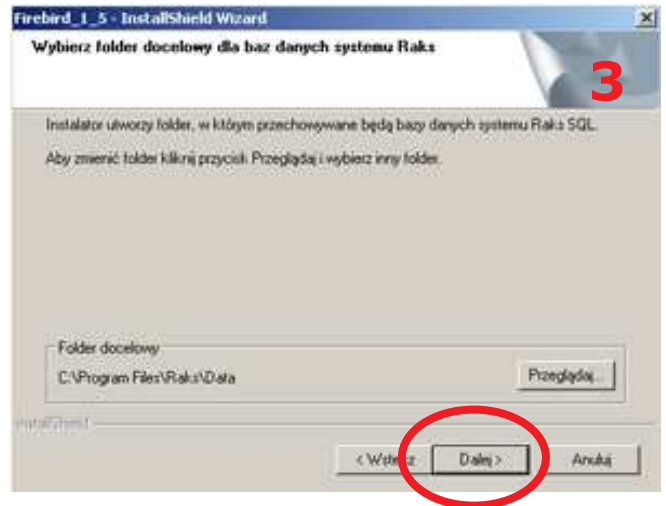 Firebird_1_5 - InstallShield Wizard
Wybierz folder docelowy dla baz danych systemu Raks
3
Instalator utworzy folder, w którym przechowywane będą bazy danych systemu Raks SQL.
Aby zmienić folder kliknij przycisk Przeglądaj i wybierz inny folder.
Folder docelowy
C:\Program Files\Raks\Data
Przeglądaj...
InstallShield
< Wstecz
Dalej >
Anuluj